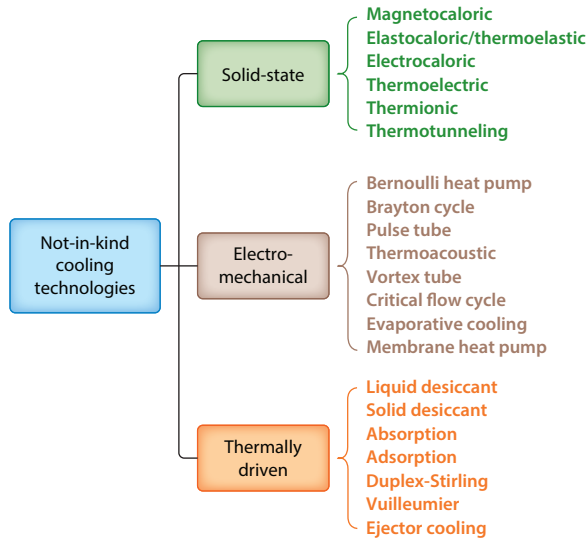 Not-in-kind
cooling
technologies
Solid-state
Magnetocaloric
Elastocaloric/thermoelastic
Electrocaloric
Thermoelectric
Thermionic
Thermotunneling
Electro-
mechanical
Bernoulli heat pump
Brayton cycle
Pulse tube
Thermoacoustic
Vortex tube
Critical flow cycle
Evaporative cooling
Membrane heat pump
Thermally
driven
Liquid desiccant
Solid desiccant
Absorption
Adsorption
Duplex-Stirling
Vuilleumier
Ejector cooling